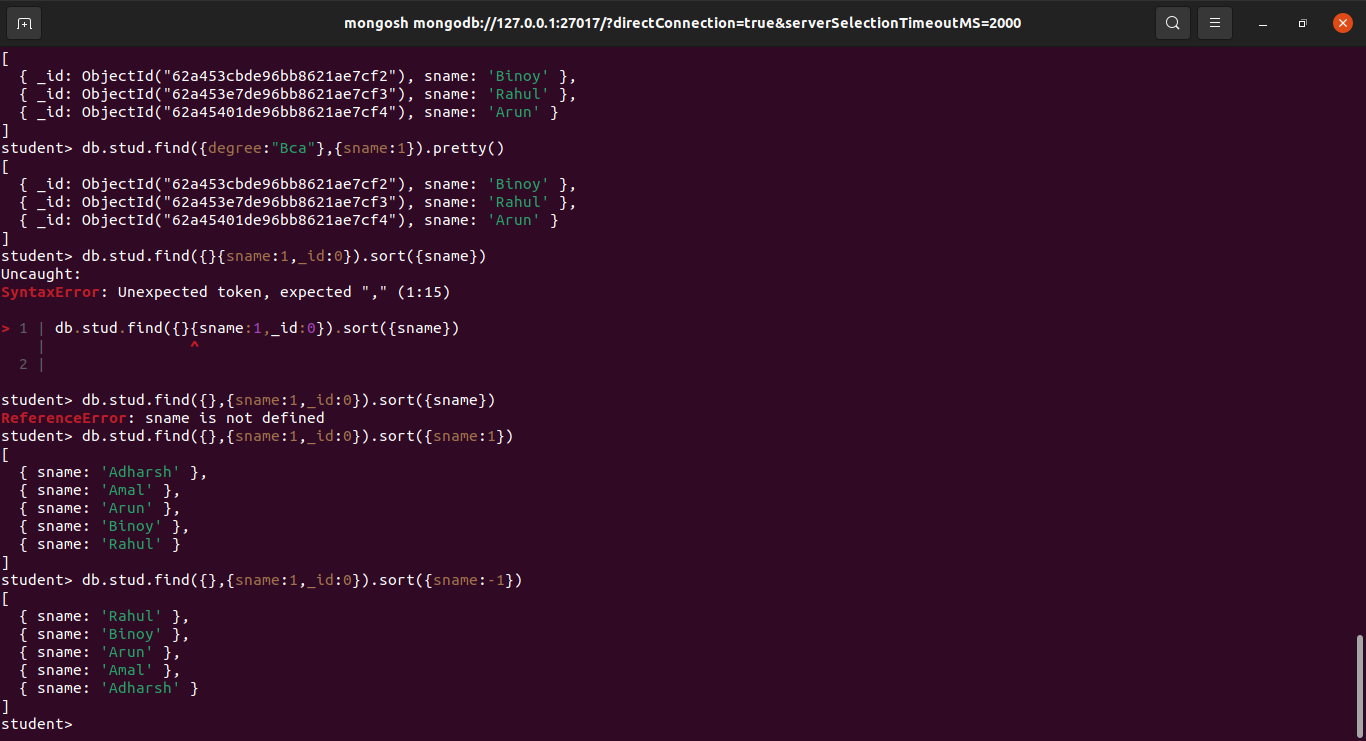 mongosh mongodb://127.0.0.1:27017/?directConnection=true&serverSelectionTimeoutMS=2000
[
  { _id: ObjectId("62a453cbde96bb8621ae7cf2"), sname: 'Binoy' },
  { _id: ObjectId("62a453e7de96bb8621ae7cf3"), sname: 'Rahul' },
  { _id: ObjectId("62a45401de96bb8621ae7cf4"), sname: 'Arun' }
]
student> db.stud.find({degree:"Bca"},{sname:1}).pretty()
[
  { _id: ObjectId("62a453cbde96bb8621ae7cf2"), sname: 'Binoy' },
  { _id: ObjectId("62a453e7de96bb8621ae7cf3"), sname: 'Rahul' },
  { _id: ObjectId("62a45401de96bb8621ae7cf4"), sname: 'Arun' }
]
student> db.stud.find({}{sname:1,_id:0}).sort({sname})
Uncaught:
SyntaxError: Unexpected token, expected "," (1:15)

> 1 | db.stud.find({}{sname:1,_id:0}).sort({sname})
    |                ^
  2 |

student> db.stud.find({},{sname:1,_id:0}).sort({sname})
ReferenceError: sname is not defined
student> db.stud.find({},{sname:1,_id:0}).sort({sname:1})
[
  { sname: 'Adharsh' },
  { sname: 'Amal' },
  { sname: 'Arun' },
  { sname: 'Binoy' },
  { sname: 'Rahul' }
]
student> db.stud.find({},{sname:1,_id:0}).sort({sname:-1})
[
  { sname: 'Rahul' },
  { sname: 'Binoy' },
  { sname: 'Arun' },
  { sname: 'Amal' },
  { sname: 'Adharsh' }
]
student>